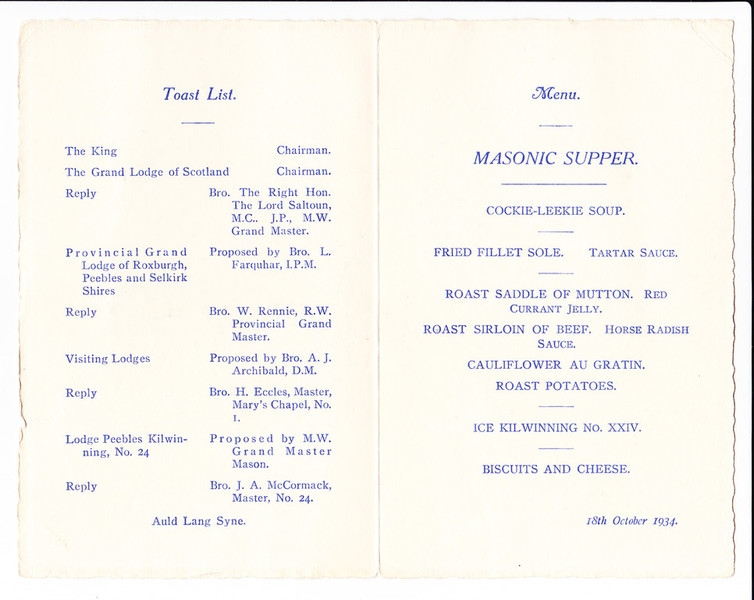 Toast List.
The King Chairman.
The Grand Lodge of Scotland Chairman.
Reply Bro. The Right Hon.
The Lord Saltoun,
M.C.. J.P., M.W.
Grand Master.
Provincial Grand Proposed by Bro. L.
Lodge of Roxburgh, Farquhar, I.P.M.
Peebles and Selkirk
Shires
Reply Bro. W. Rennie, R.W.
Provincial Grand
Master.
Visiting Lodges Proposed by Bro. A. J.
Archibald, D.M.
Reply Bro. H. Eccles, Master,
Mary's Chapel, No.
1.
Lodge Peebles Kilwin- Proposed by M.W.
ning, No. 24 Grand Master
Mason.
Reply Bro. J. A. McCormack,
Master, No. 24.
Auld Lang Syne.
Menu.
MASONIC SUPPER.
COCKIE-LEEKIE SOUP.
FRIED FILLET SOLE. TARTAR SAUCE.
ROAST SADDLE OF MUTTON. RED
CURRANT JELLY.
ROAST SIRLOIN OF BEEF. HORSE RADISH
SAUCE.
CAULIFLOWER AU GRATIN.
ROAST POTATOES.
ICE KILWINNING No. XXIV.
BISCUITS AND CHEESE.
18th October 1934.